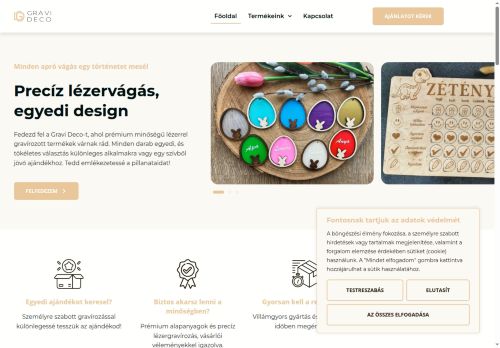 GRAVI
DECO
Főoldal
Termékeink
Kapcsolat
AJÁNLATOT KÉREK
Minden apró vágás egy történetet mesél
Precíz lézervágás,
egyedi design
Fedezd fel a Gravi Deco-t, ahol prémium minőségű lézerrel
gravírozott termékek várnak rád. Minden darab egyedi, és
tökéletes választás különleges alkalmakra vagy egy szívből
jövő ajándékhoz. Tedd emlékezetessé a pillanataidat!
FELFEDEZEM
ZÉTÉNY
Fontosnak tartjuk az adatok védelmét
A böngészési élmény fokozása, a személyre szabott
hirdetések vagy tartalmak megjelenítése, valamint a
forgalom elemzése érdekében sütiket (cookie)
használunk. A "Mindet elfogadom" gombra kattintva
hozzájárulhat a sütik használatához.
TESTRESZABÁS
ELUTASÍT
AZ ÖSSZES ELFOGADÁSA
Egyedi ajándékot keresel?
Személyre szabott gravírozással
különlegessé tesszük az ajándékod!
Biztos akarsz lenni a
minőségben?
Prémium alapanyagok és precíz
lézergravírozás, vásárlói
véleményekkel igazolva.
Gyorsan kell a
Villámgyors gyártás és
időben megér